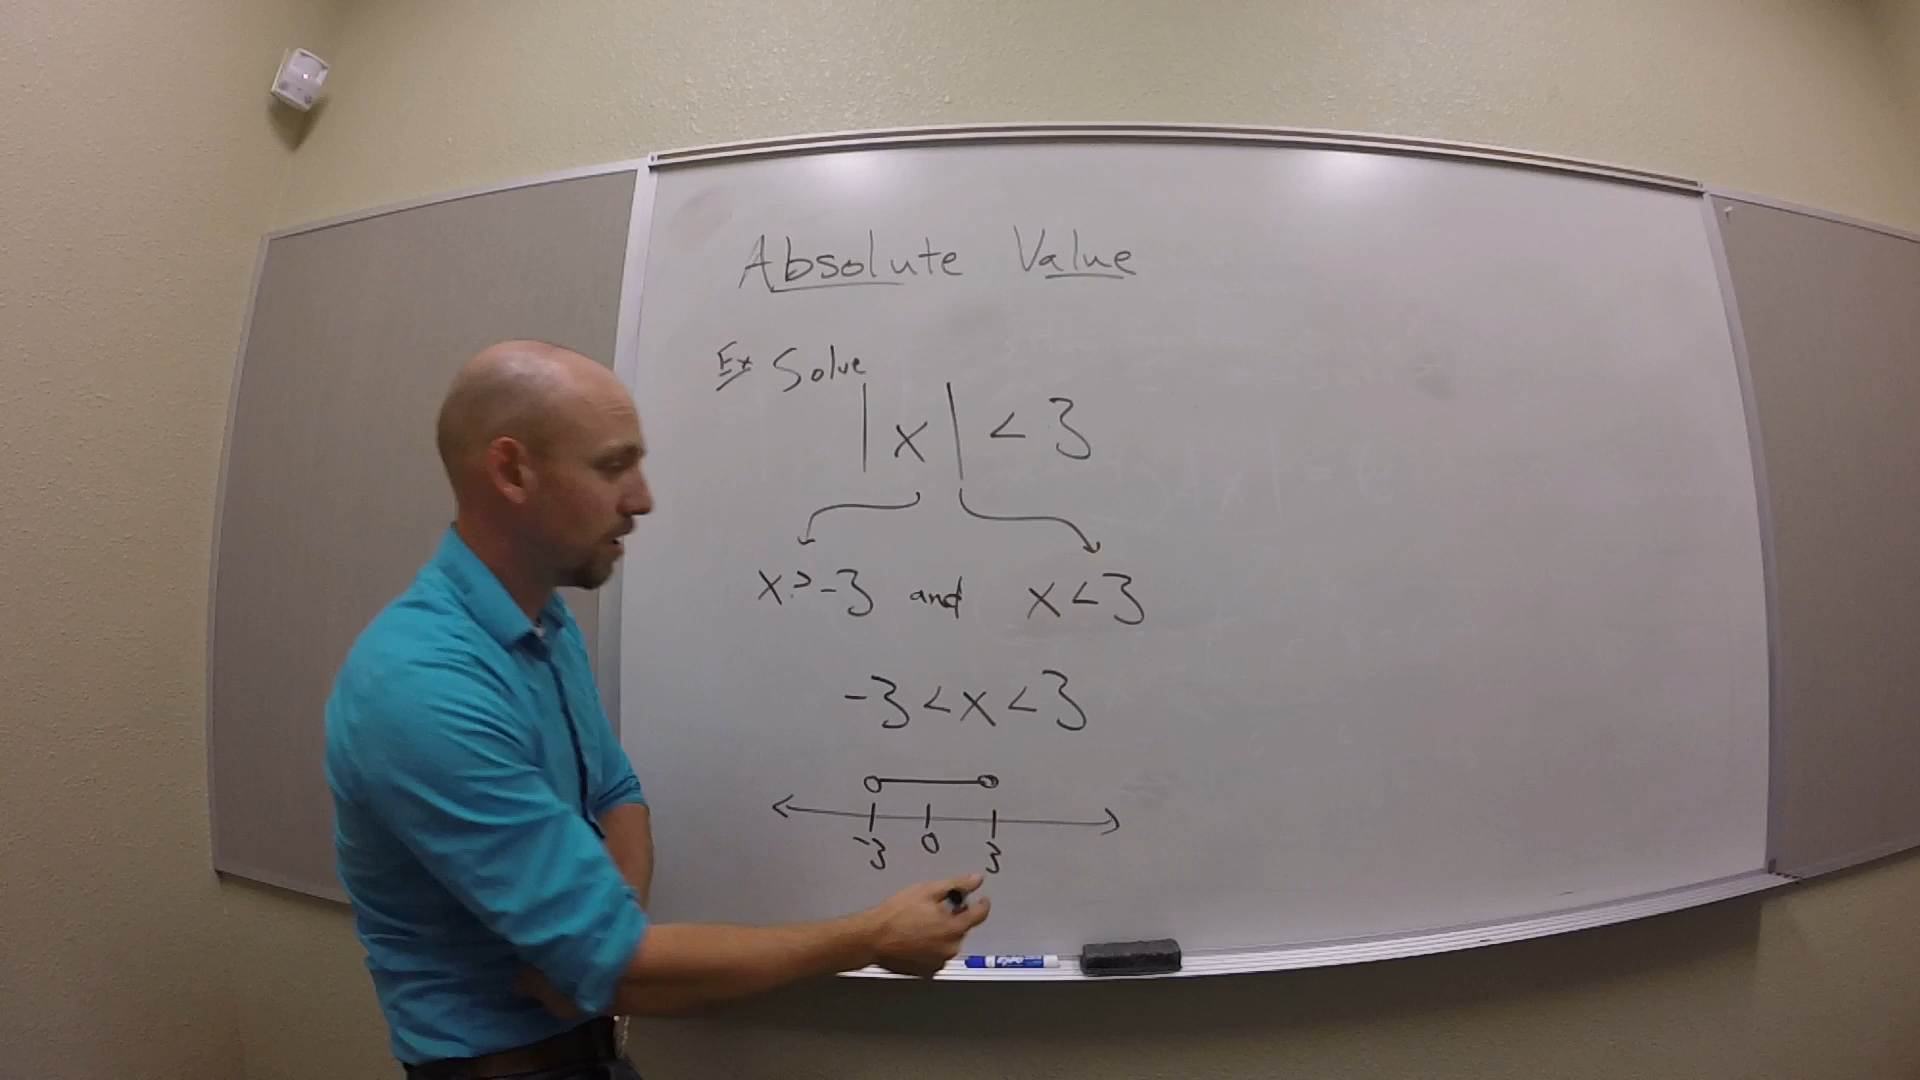 Absolute Value
Ex Solve
|x| < 3
x > -3 and x < 3
-3 < x < 3
-3 0 3